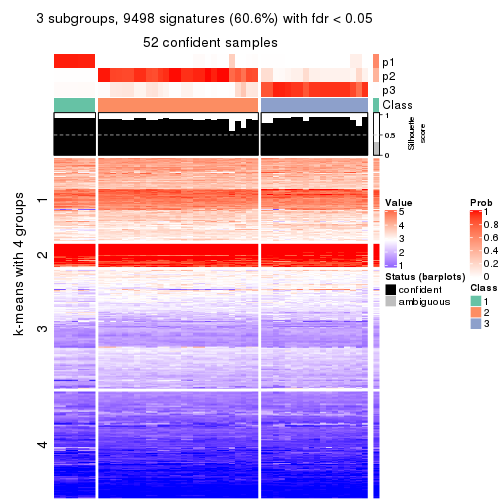 3 subgroups, 9498 signatures (60.6%) with fdr < 0.05
52 confident samples
p1
p2
p3
Class
1
0.5
0
Silhouette
score
k-means with 4 groups
1
2
3
4
Value
5
4
3
2
1
Prob
1
0.8
0.6
0.4
0.2
0
Status (barplots)
confident
ambiguous
Class
1
2
3